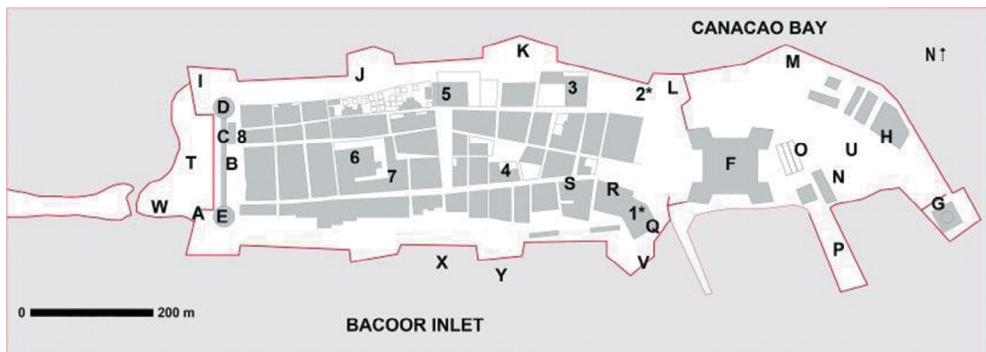 CANACAO BAY
N↑
K
M
J
I
5
3
2*
L
D
C 8
H
T
B
6
7
4
S
R
F
O
U
N
W
A
E
1*
Q
G
X
Y
V
P
0 200 m
BACOOR INLET